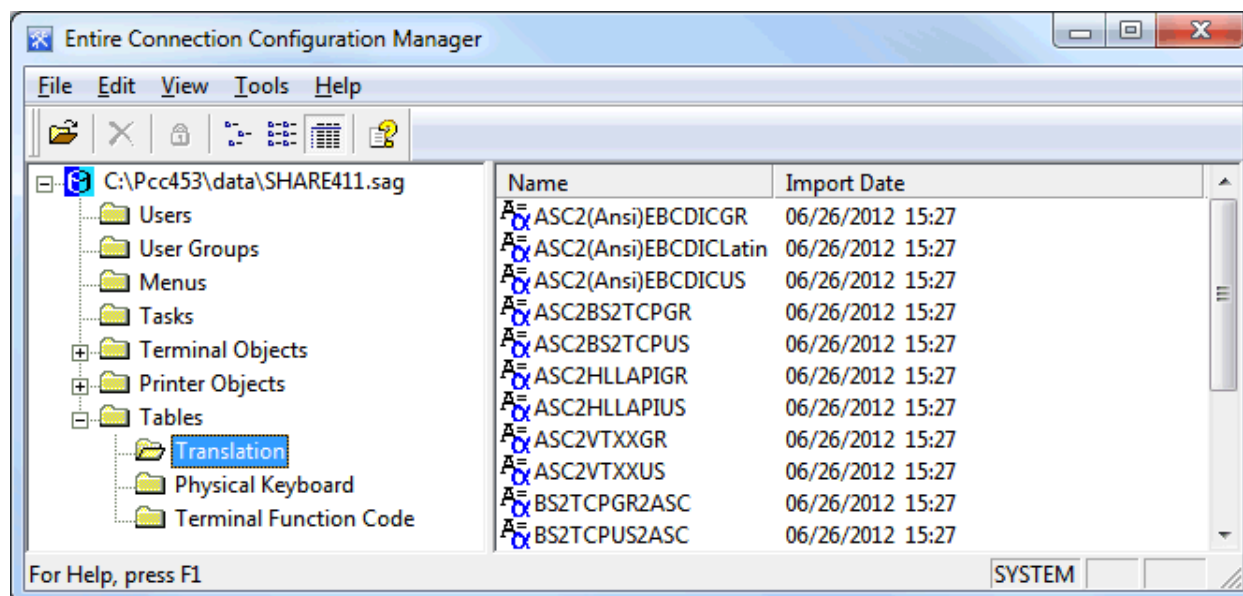 Entire Connection Configuration Manager
File Edit View Tools Help
C:\Pcc453\data\SHARE411.sag
Users
User Groups
Menus
Tasks
Terminal Objects
Printer Objects
Tables
Translation
Physical Keyboard
Terminal Function Code
Name Import Date
ASC2(Ansi)EBCDICGR 06/26/2012 15:27
ASC2(Ansi)EBCDICLatin 06/26/2012 15:27
ASC2(Ansi)EBCDICUS 06/26/2012 15:27
ASC2BS2TCPGR 06/26/2012 15:27
ASC2BS2TCPUS 06/26/2012 15:27
ASC2HLLAPIGR 06/26/2012 15:27
ASC2HLLAPIUS 06/26/2012 15:27
ASC2VTXXGR 06/26/2012 15:27
ASC2VTXXUS 06/26/2012 15:27
BS2TCPGR2ASC 06/26/2012 15:27
BS2TCPUS2ASC 06/26/2012 15:27
For Help, press F1 SYSTEM